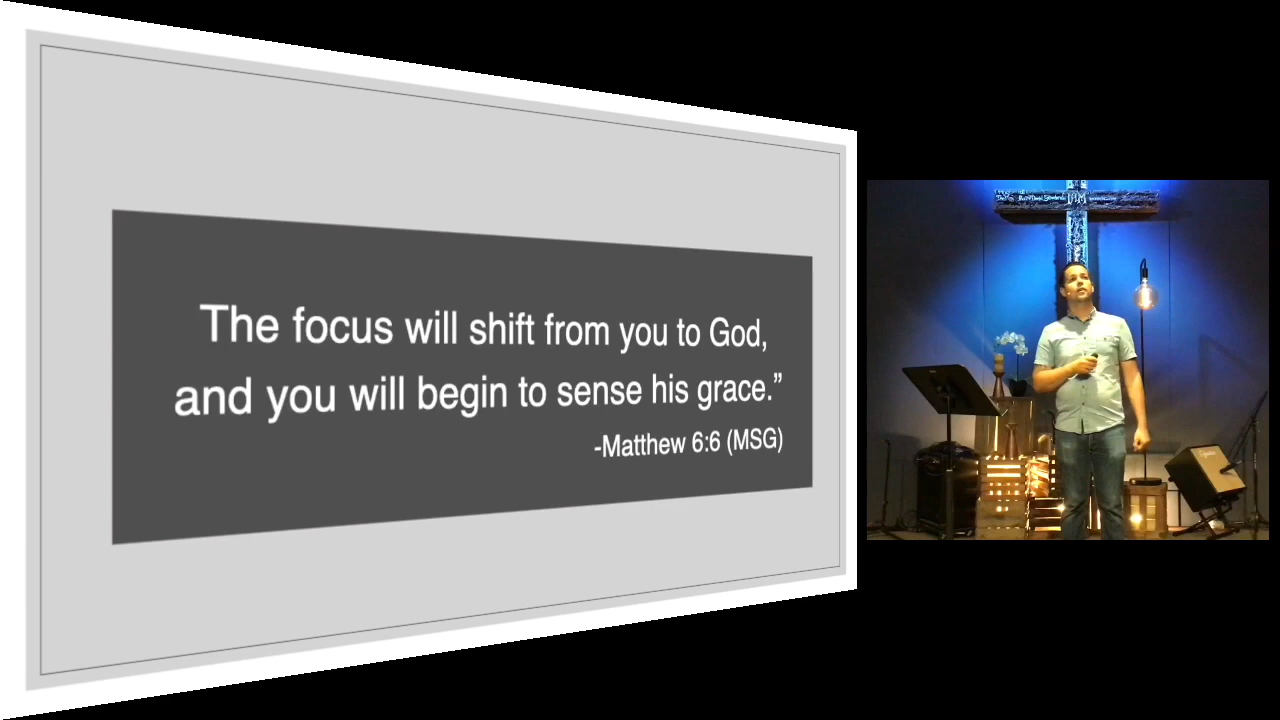 The focus will shift from you to God,
and you will begin to sense his grace.”
-Matthew 6:6 (MSG)